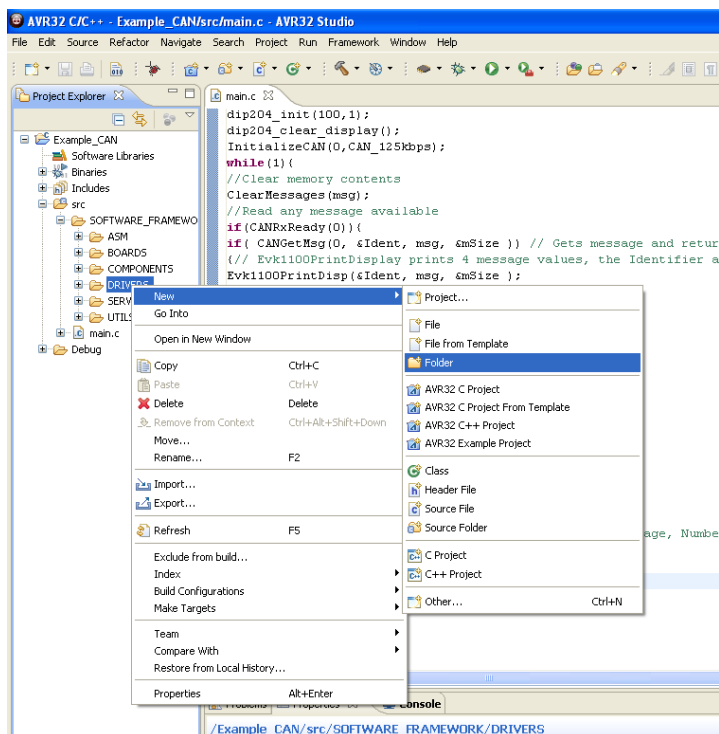 AVR32 C/C++ - Example_CAN/src/main.c - AVR32 Studio
File Edit Source Refactor Navigate Search Project Run Framework Window Help
Project Explorer
main.c
Example_CAN
Software Libraries
Binaries
Includes
src
SOFTWARE_FRAMEWO
ASM
BOARDS
COMPONENTS
DRIVERS
SERV
UTILS
main.c
Debug
dip204_init(100,1);
dip204_clear_display();
InitializeCAN(0,CAN_125kbps);
while(1){
//Clear memory contents
ClearMessages(msg);
//Read any message available
if(CANRxReady(0)){
if( CANGetMsg(0, &Ident, msg, &mSize )) // Gets message and retur
{// Evk1100PrintDisplay prints 4 message values, the Identifier a
Evk1100PrintDisp(&Ident, msg, &mSize );
age, Numbe
New
Go Into
Open in New Window
Copy Ctrl+C
Paste Ctrl+V
Delete Delete
Remove from Context Ctrl+Alt+Shift+Down
Move...
Rename... F2
Import...
Export...
Refresh F5
Exclude from build...
Index
Build Configurations
Make Targets
Team
Compare With
Restore from Local History...
Properties Alt+Enter
Project...
File
File from Template
Folder
AVR32 C Project
AVR32 C Project From Template
AVR32 C++ Project
AVR32 Example Project
Class
Header File
Source File
Source Folder
C Project
C++ Project
Other... Ctrl+N
Problems Properties Console
/Example_CAN/src/SOFTWARE_FRAMEWORK/DRIVERS